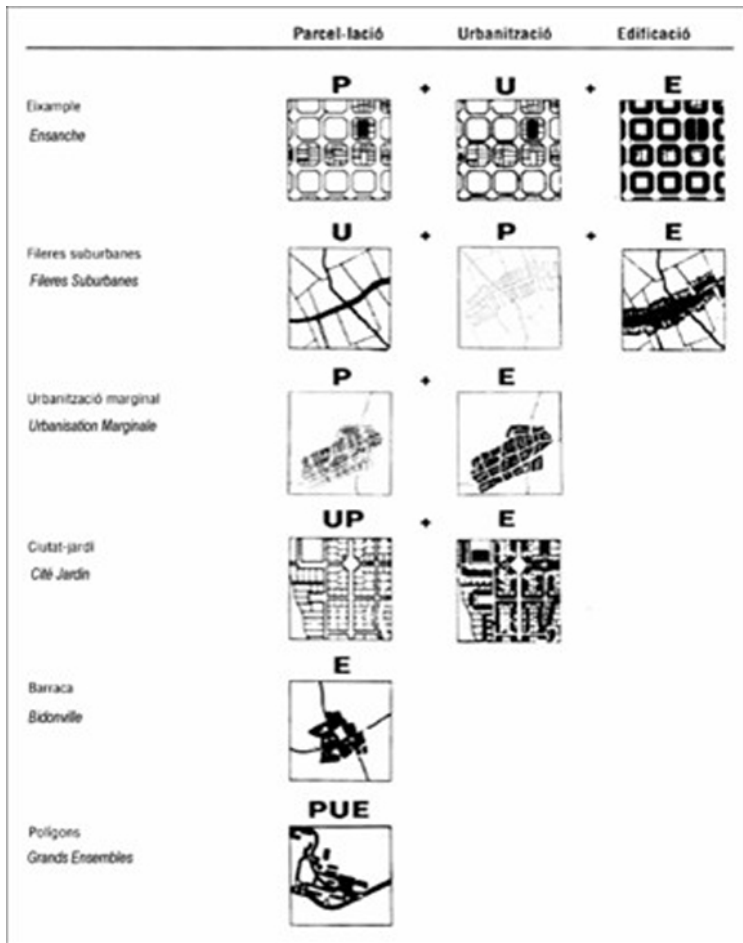 Parcel·lació Urbanització Edificació
P + U + E
Eixample
Ensanche
U + P + E
Fileres suburbanes
Fileres Suburbanes
P + E
Urbanització marginal
Urbanisation Marginale
UP + E
Ciutat-jardí
Cité Jardin
E
Barraca
Bidonville
PUE
Polígons
Grands Ensembles